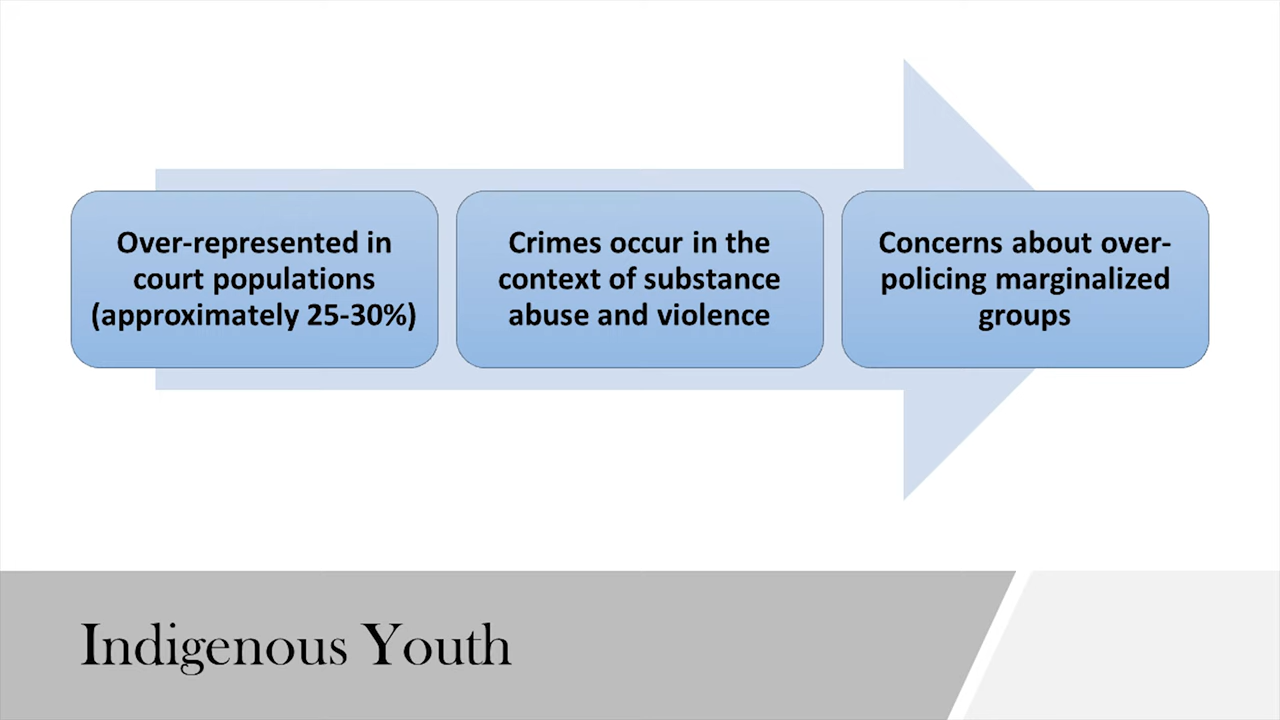 Over-represented in
court populations
(approximately 25-30%)
Crimes occur in the
context of substance
abuse and violence
Concerns about over-
policing marginalized
groups
Indigenous Youth